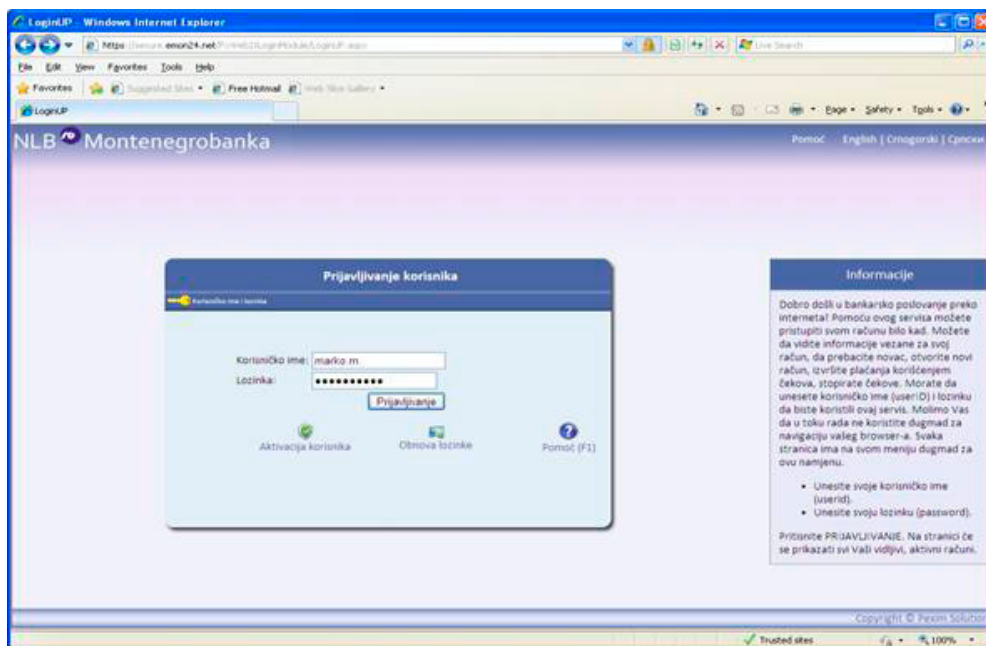 LoginUP - Windows Internet Explorer
https://secure.emon24.net/
Live Search
File Edit View Favorites Tools Help
Favorites Suggested Sites Free Hotmail Web Slice Gallery
LoginUP
Page Safety Tools
NLB Montenegrobanka
Pomoć English | Crnogorski | Српски
Prijavljivanje korisnika
Korisničko ime i lozinka
Korisničko ime: marko.m.
Lozinka: ••••••••••
Prijavljivanje
Aktivacija korisnika Obnova lozinke Pomoć (F1)
Informacije
Dobro došli u bankarsko poslovanje preko
interneta! Pomoću ovog servisa možete
pristupiti svom računu bilo kad. Možete
da vidite informacije vezane za svoj
račun, da prebacite novac, otvorite novi
račun, izvršite plaćanja korišćenjem
čekova, stopirate čekove. Morate da
unesete korisničko ime (userID) i lozinku
da biste koristili ovaj servis. Molimo Vas
da u toku rada ne koristite dugmad za
navigaciju vašeg browser-a. Svaka
stranica ima na svom meniju dugmad za
ovu namjenu.
• Unesite svoje korisničko ime
(userid).
• Unesite svoju lozinku (password).
Pritisnite PRIJAVLJIVANJE. Na stranici će
se prikazati svi Vaši vidljivi, aktivni računi.
Copyright © Pexim Solution
Trusted sites 100%